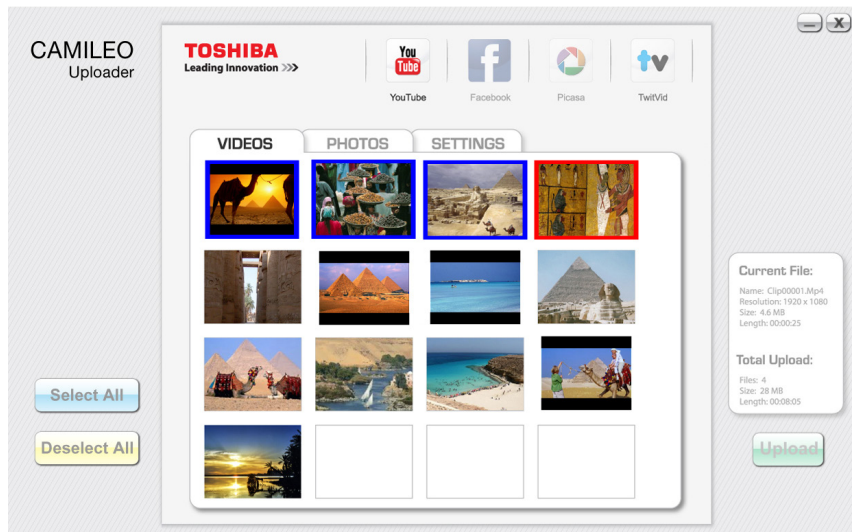 X
CAMILEO
Uploader
TOSHIBA
Leading Innovation >>>
You
Tube
f
tv
YouTube
Facebook
Picasa
TwitVid
VIDEOS
PHOTOS
SETTINGS
Current File:
Name: Clip00001.Mp4
Resolution: 1920 x 1080
Size: 4.6 MB
Length: 00:00:25
Total Upload:
Files: 4
Size: 28 MB
Length: 00:08:05
Select All
Deselect All
Upload